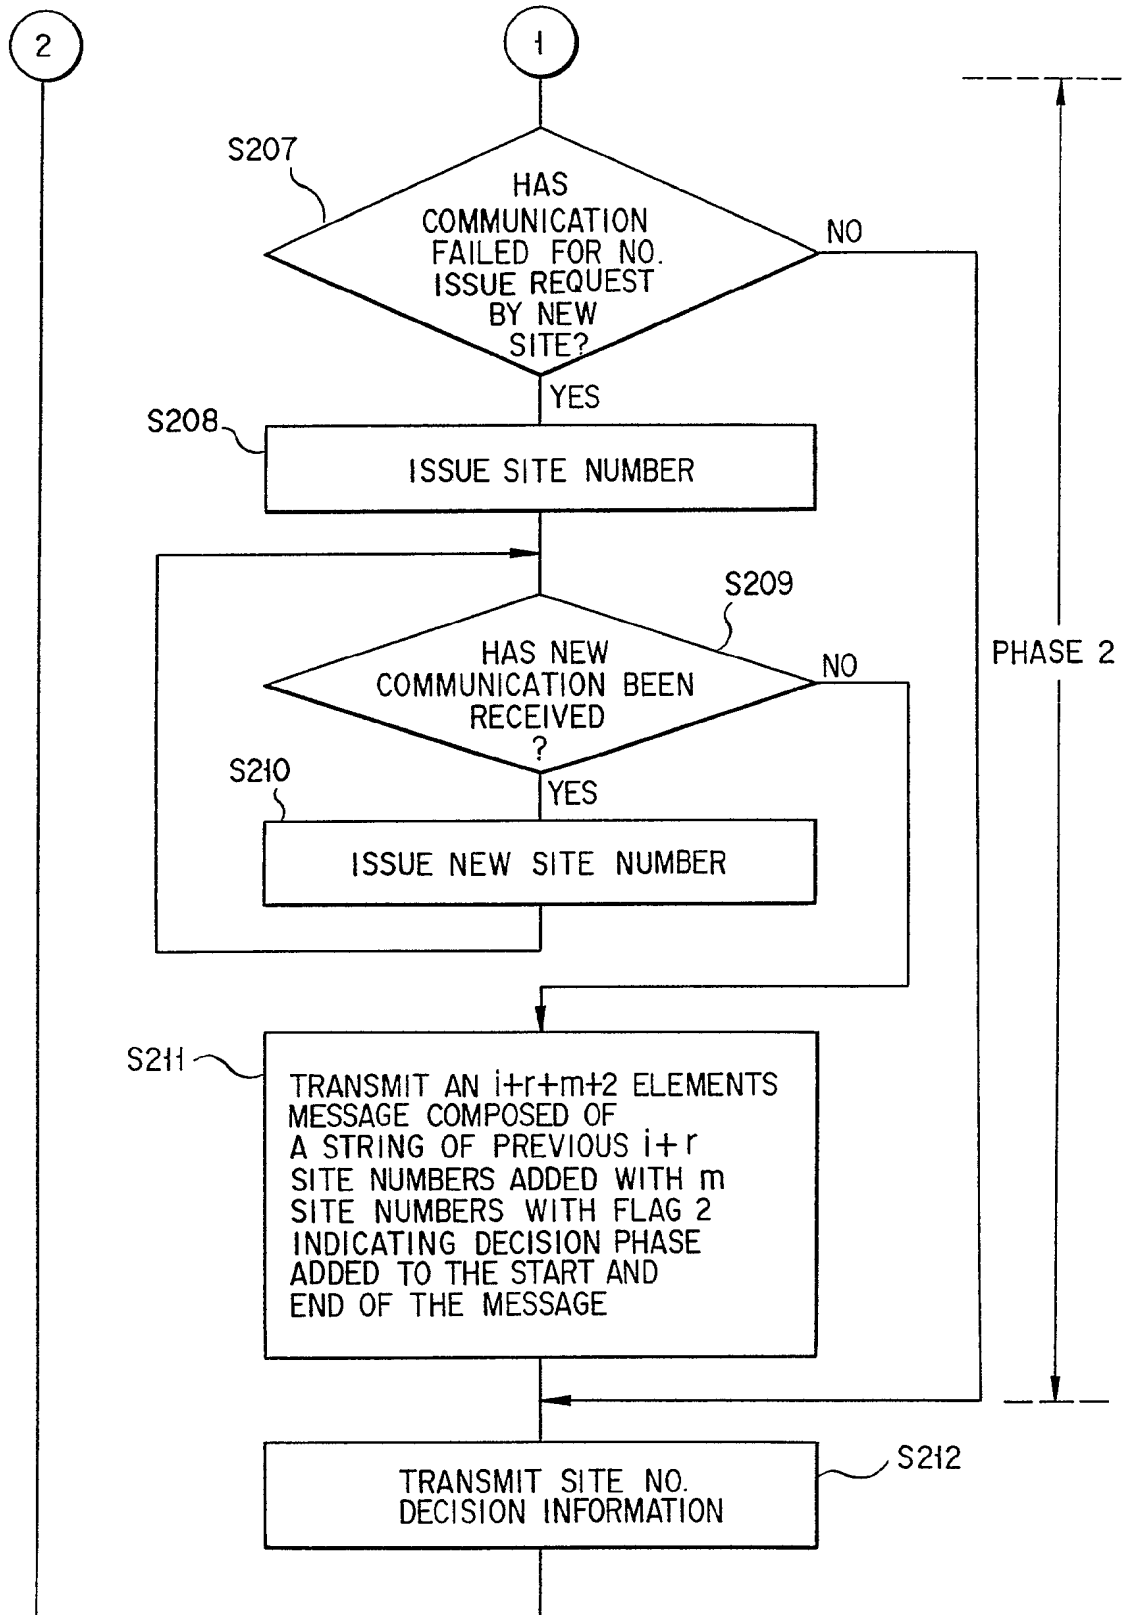 2
1
S207
HAS
COMMUNICATION
FAILED FOR NO.
ISSUE REQUEST
BY NEW
SITE?
NO
YES
S208
ISSUE SITE NUMBER
S209
HAS NEW
COMMUNICATION BEEN
RECEIVED
?
NO
PHASE 2
YES
S210
ISSUE NEW SITE NUMBER
S211
TRANSMIT AN i+r+m+2 ELEMENTS
MESSAGE COMPOSED OF
A STRING OF PREVIOUS i+r
SITE NUMBERS ADDED WITH m
SITE NUMBERS WITH FLAG 2
INDICATING DECISION PHASE
ADDED TO THE START AND
END OF THE MESSAGE
S212
TRANSMIT SITE NO.
DECISION INFORMATION